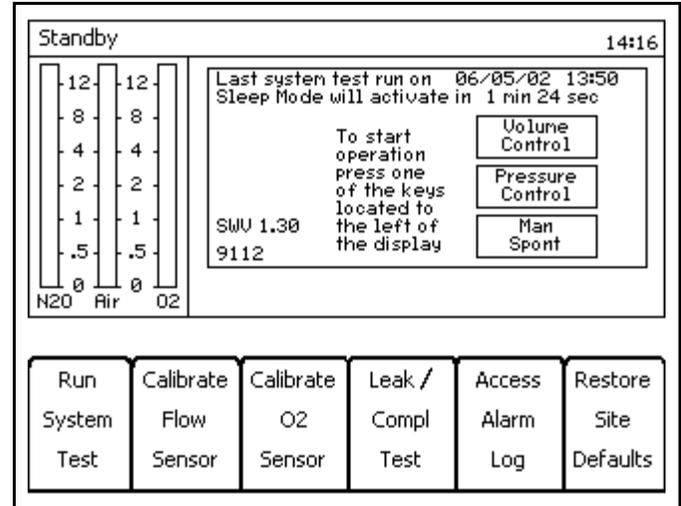 Standby 14:16
12 12
8 8
4 4
2 2
1 1
.5 .5
0 0
N2O Air O2
Last system test run on 06/05/02 13:50
Sleep Mode will activate in 1 min 24 sec
To start
operation
press one
of the keys
located to
the left of
the display
Volume
Control
Pressure
Control
Man
Spont
SWV 1.30
9112
Run
System
Test
Calibrate
Flow
Sensor
Calibrate
O2
Sensor
Leak /
Compl
Test
Access
Alarm
Log
Restore
Site
Defaults